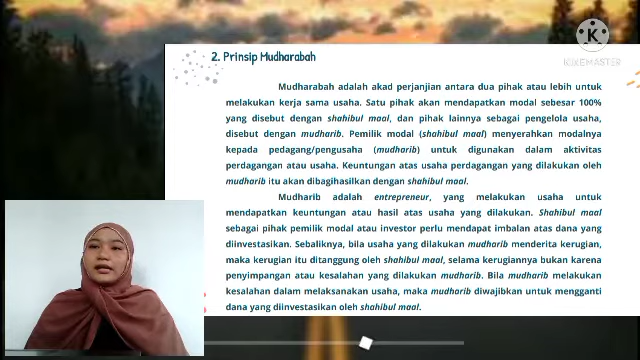 K
KINEMASTER
2. Prinsip Mudharabah
Mudharabah adalah akad perjanjian antara dua pihak atau lebih untuk
melakukan kerja sama usaha. Satu pihak akan mendapatkan modal sebesar 100%
yang disebut dengan shahibul maal, dan pihak lainnya sebagai pengelola usaha,
disebut dengan mudharib. Pemilik modal (shahibul maal) menyerahkan modalnya
kepada pedagang/pengusaha (mudharib) untuk digunakan dalam aktivitas
perdagangan atau usaha. Keuntungan atas usaha perdagangan yang dilakukan oleh
mudharib itu akan dibagihasilkan dengan shahibul maal.
Mudharib adalah entrepreneur, yang melakukan usaha untuk
mendapatkan keuntungan atau hasil atas usaha yang dilakukan. Shahibul maal
sebagai pihak pemilik modal atau investor perlu mendapat imbalan atas dana yang
diinvestasikan. Sebaliknya, bila usaha yang dilakukan mudharib menderita kerugian,
maka kerugian itu ditanggung oleh shahibul maal, selama kerugiannya bukan karena
penyimpangan atau kesalahan yang dilakukan mudharib. Bila mudharib melakukan
kesalahan dalam melaksanakan usaha, maka mudharib diwajibkan untuk mengganti
dana yang diinvestasikan oleh shahibul maal.